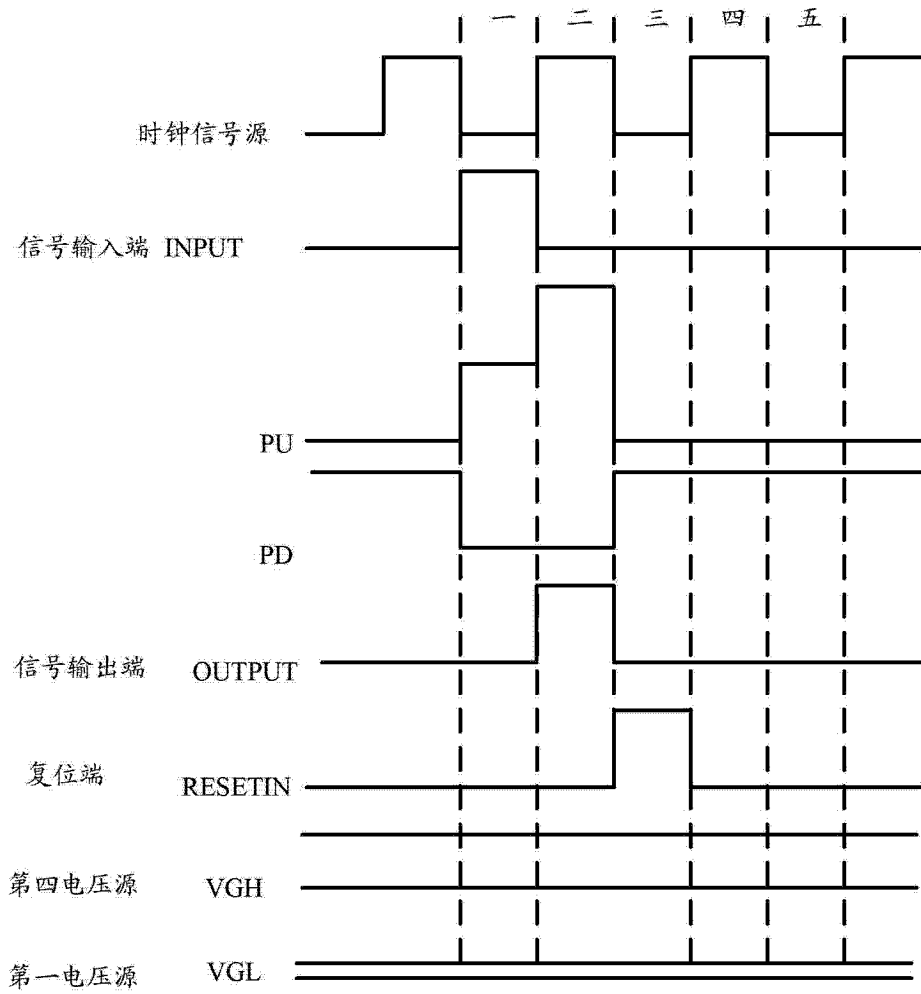 一 二 三 四 五
时钟信号源
信号输入端 INPUT
PU
PD
信号输出端 OUTPUT
复位端 RESETIN
第四电压源 VGH
第一电压源 VGL